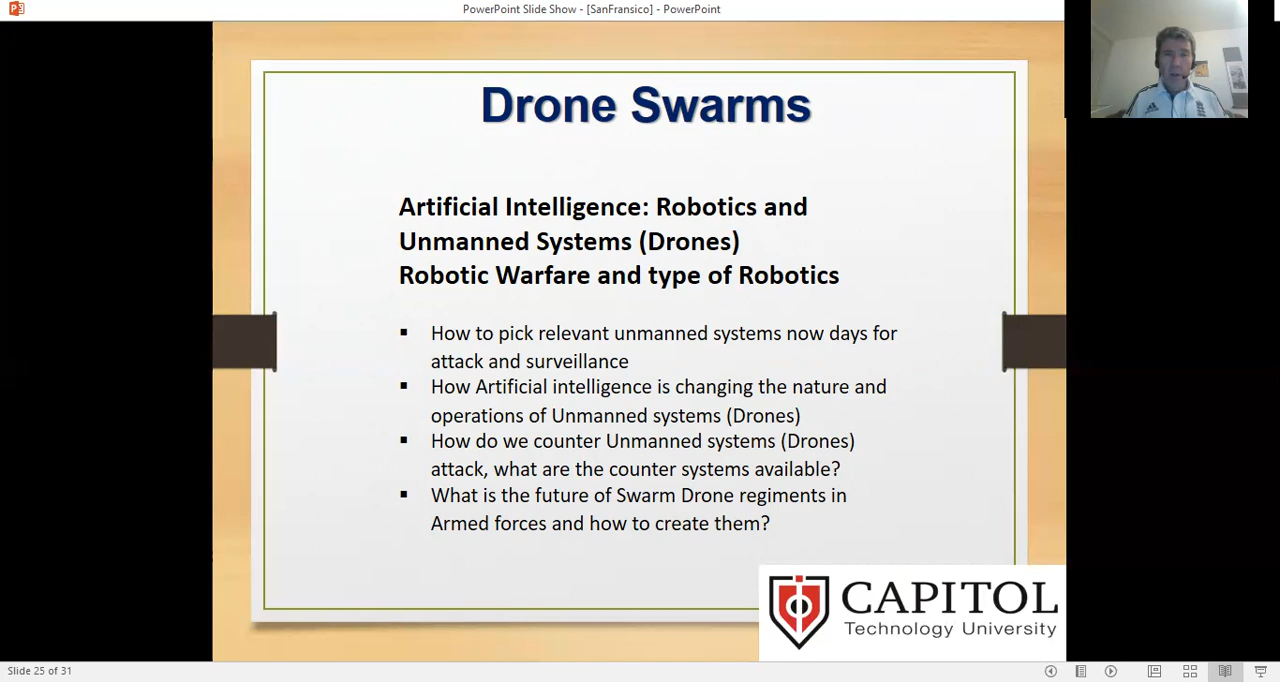 PowerPoint Slide Show - [SanFransico] - PowerPoint
Drone Swarms
Artificial Intelligence: Robotics and
Unmanned Systems (Drones)
Robotic Warfare and type of Robotics
▪ How to pick relevant unmanned systems now days for
attack and surveillance
▪ How Artificial intelligence is changing the nature and
operations of Unmanned systems (Drones)
▪ How do we counter Unmanned systems (Drones)
attack, what are the counter systems available?
▪ What is the future of Swarm Drone regiments in
Armed forces and how to create them?
CAPITOL
Technology University
Slide 25 of 31